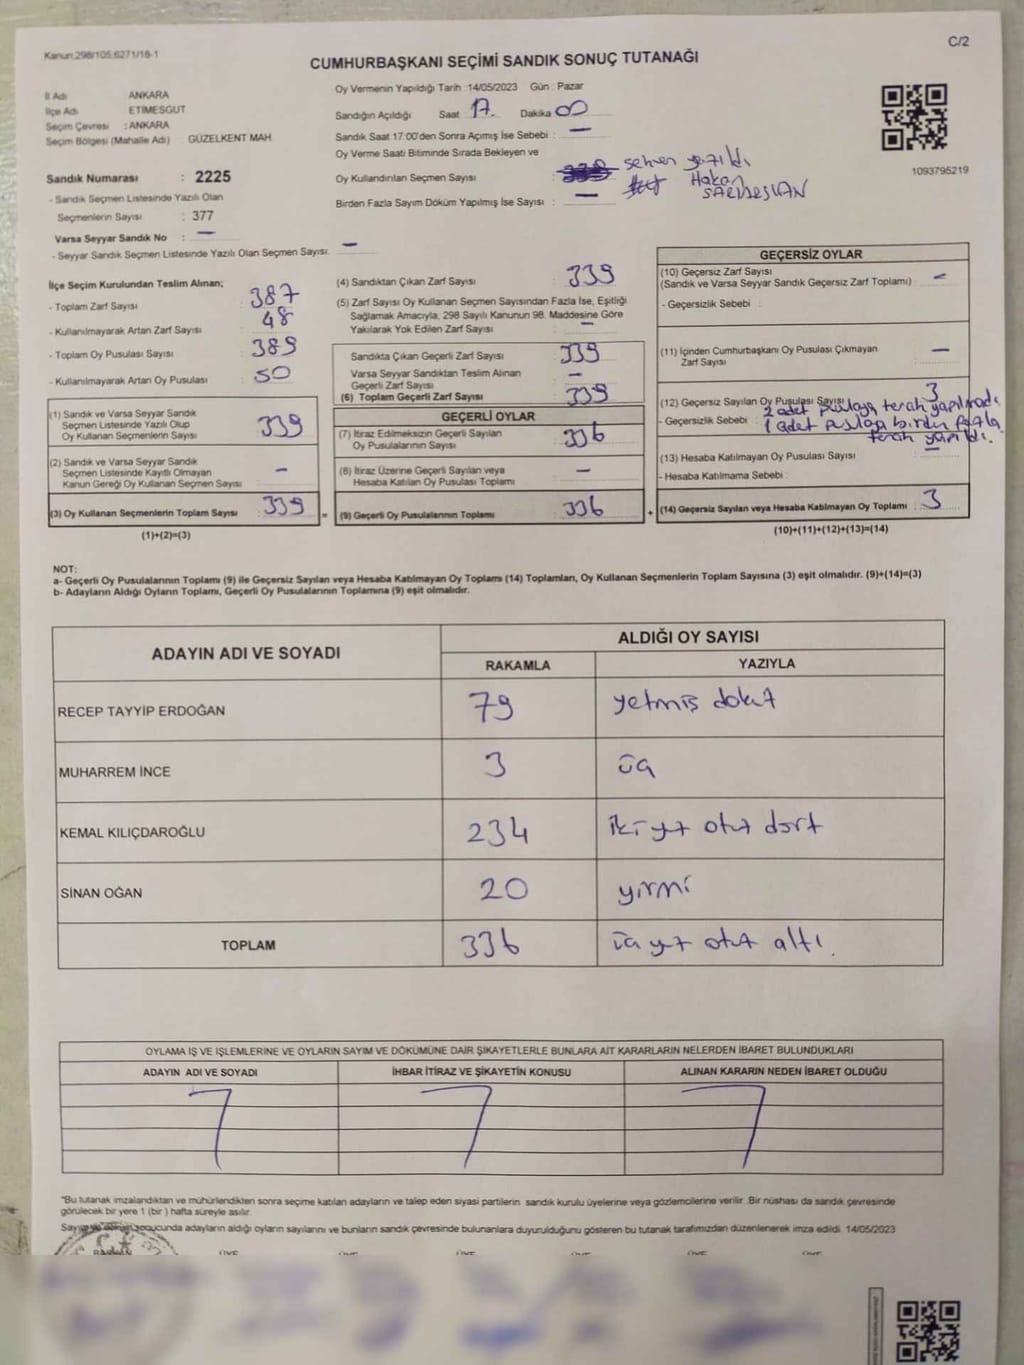 Kanun:298/105;6271/18-1
C/2
CUMHURBAŞKANI SEÇİMİ SANDIK SONUÇ TUTANAĞI
İl Adı ANKARA
İlçe Adı ETİMESGUT
Seçim Çevresi : ANKARA
Seçim Bölgesi (Mahalle Adı) GÜZELKENT MAH.
Sandık Numarası : 2225
- Sandık Seçmen Listesinde Yazılı Olan
Seçmenlerin Sayısı : 377
Varsa Seyyar Sandık No : —
- Seyyar Sandık Seçmen Listesinde Yazılı Olan Seçmen Sayısı: —
Oy Vermenin Yapıldığı Tarih :14/05/2023 Gün : Pazar
Sandığın Açıldığı Saat 17 Dakika 00
Sandık Saat 17:00'den Sonra Açımış İse Sebebi : —
Oy Verme Saati Bitiminde Sırada Bekleyen ve
Oy Kullandırılan Seçmen Sayısı : sehven yazıldı
Hakan
Birden Fazla Sayım Döküm Yapılmış İse Sayısı : —
1093795219
İlçe Seçim Kurulundan Teslim Alınan;
- Toplam Zarf Sayısı 387
- Kullanılmayarak Artan Zarf Sayısı 48
- Toplam Oy Pusulası Sayısı 389
- Kullanılmayarak Artan Oy Pusulası 50
(1) Sandık ve Varsa Seyyar Sandık
Seçmen Listesinde Yazılı Olup
Oy Kullanan Seçmenlerin Sayısı 339
(2) Sandık ve Varsa Seyyar Sandık
Seçmen Listesinde Kayıtlı Olmayan
Kanun Gereği Oy Kullanan Seçmen Sayısı —
(3) Oy Kullanan Seçmenlerin Toplam Sayısı : 339 =
(1)+(2)=(3)
(4) Sandıktan Çıkan Zarf Sayısı : 339
(5) Zarf Sayısı Oy Kullanan Seçmen Sayısından Fazla İse, Eşitliği
Sağlamak Amacıyla, 298 Sayılı Kanunun 98. Maddesine Göre
Yakılarak Yok Edilen Zarf Sayısı —
Sandıkta Çıkan Geçerli Zarf Sayısı : 339
Varsa Seyyar Sandıktan Teslim Alınan
Geçerli Zarf Sayısı —
(6) Toplam Geçerli Zarf Sayısı 339
GEÇERLİ OYLAR
(7) İtiraz Edilmeksizin Geçerli Sayılan
Oy Pusulası Sayısı 336
(8) İtiraz Üzerine Geçerli Sayılan veya
Hesaba Katılan Oy Pusulası Toplamı —
(9) Geçerli Oy Pusulalarının Toplamı : 336 +
GEÇERSİZ OYLAR
(10) Geçersiz Zarf Sayısı
(Sandık ve Varsa Seyyar Sandık Geçersiz Zarf Toplamı) : —
- Geçersizlik Sebebi :
(11) İçinden Cumhurbaşkanı Oy Pusulası Çıkmayan
Zarf Sayısı —
(12) Geçersiz Sayılan Oy Pusulası Sayısı 3
- Geçersizlik Sebebi : 2 adet pusulaya tercih yapılmadı
1 adet pusulaya birden fazla
tercih yapıldı.
(13) Hesaba Katılmayan Oy Pusulası Sayısı —
- Hesaba Katılmama Sebebi :
(14) Geçersiz Sayılan veya Hesaba Katılmayan Oy Toplamı : 3
(10)+(11)+(12)+(13)=(14)
NOT:
a- Geçerli Oy Pusulalarının Toplamı (9) ile Geçersiz Sayılan veya Hesaba Katılmayan Oy Toplamı (14) Toplamları, Oy Kullanan Seçmenlerin Toplam Sayısına (3) eşit olmalıdır. (9)+(14)=(3)
b- Adayların Aldığı Oyların Toplamı, Geçerli Oy Pusulalarının Toplamına (9) eşit olmalıdır.
ADAYIN ADI VE SOYADI ALDIĞI OY SAYISI
RAKAMLA YAZIYLA
RECEP TAYYİP ERDOĞAN 79 yetmiş dokuz
MUHARREM İNCE 3 üç
KEMAL KILIÇDAROĞLU 234 iki yüz otuz dört
SİNAN OĞAN 20 yirmi
TOPLAM 336 üç yüz otuz altı.
OYLAMA İŞ VE İŞLEMLERİNE VE OYLARIN SAYIM VE DÖKÜMÜNE DAİR ŞİKAYETLERLE BUNLARA AİT KARARLARIN NELERDEN İBARET BULUNDUKLARI
ADAYIN ADI VE SOYADI İHBAR İTİRAZ VE ŞİKAYETİN KONUSU ALINAN KARARIN NEDEN İBARET OLDUĞU
"Bu tutanak imzalandıktan ve mühürlendikten sonra seçime katılan adayların ve talep eden siyasi partilerin sandık kurulu üyelerine veya gözlemcilerine verilir. Bir nüshası da sandık çevresinde
görülecek bir yere 1 (bir ) hafta süreyle asılır.
Sayım ve döküm sonucunda adayların aldığı oyların sayılarını ve bunların sandık çevresinde bulunanlara duyurulduğunu gösteren bu tutanak tarafımızdan düzenlenerek imza edildi. 14/05/2023
BAŞKAN ÜYE ÜYE ÜYE ÜYE ÜYE ÜYE